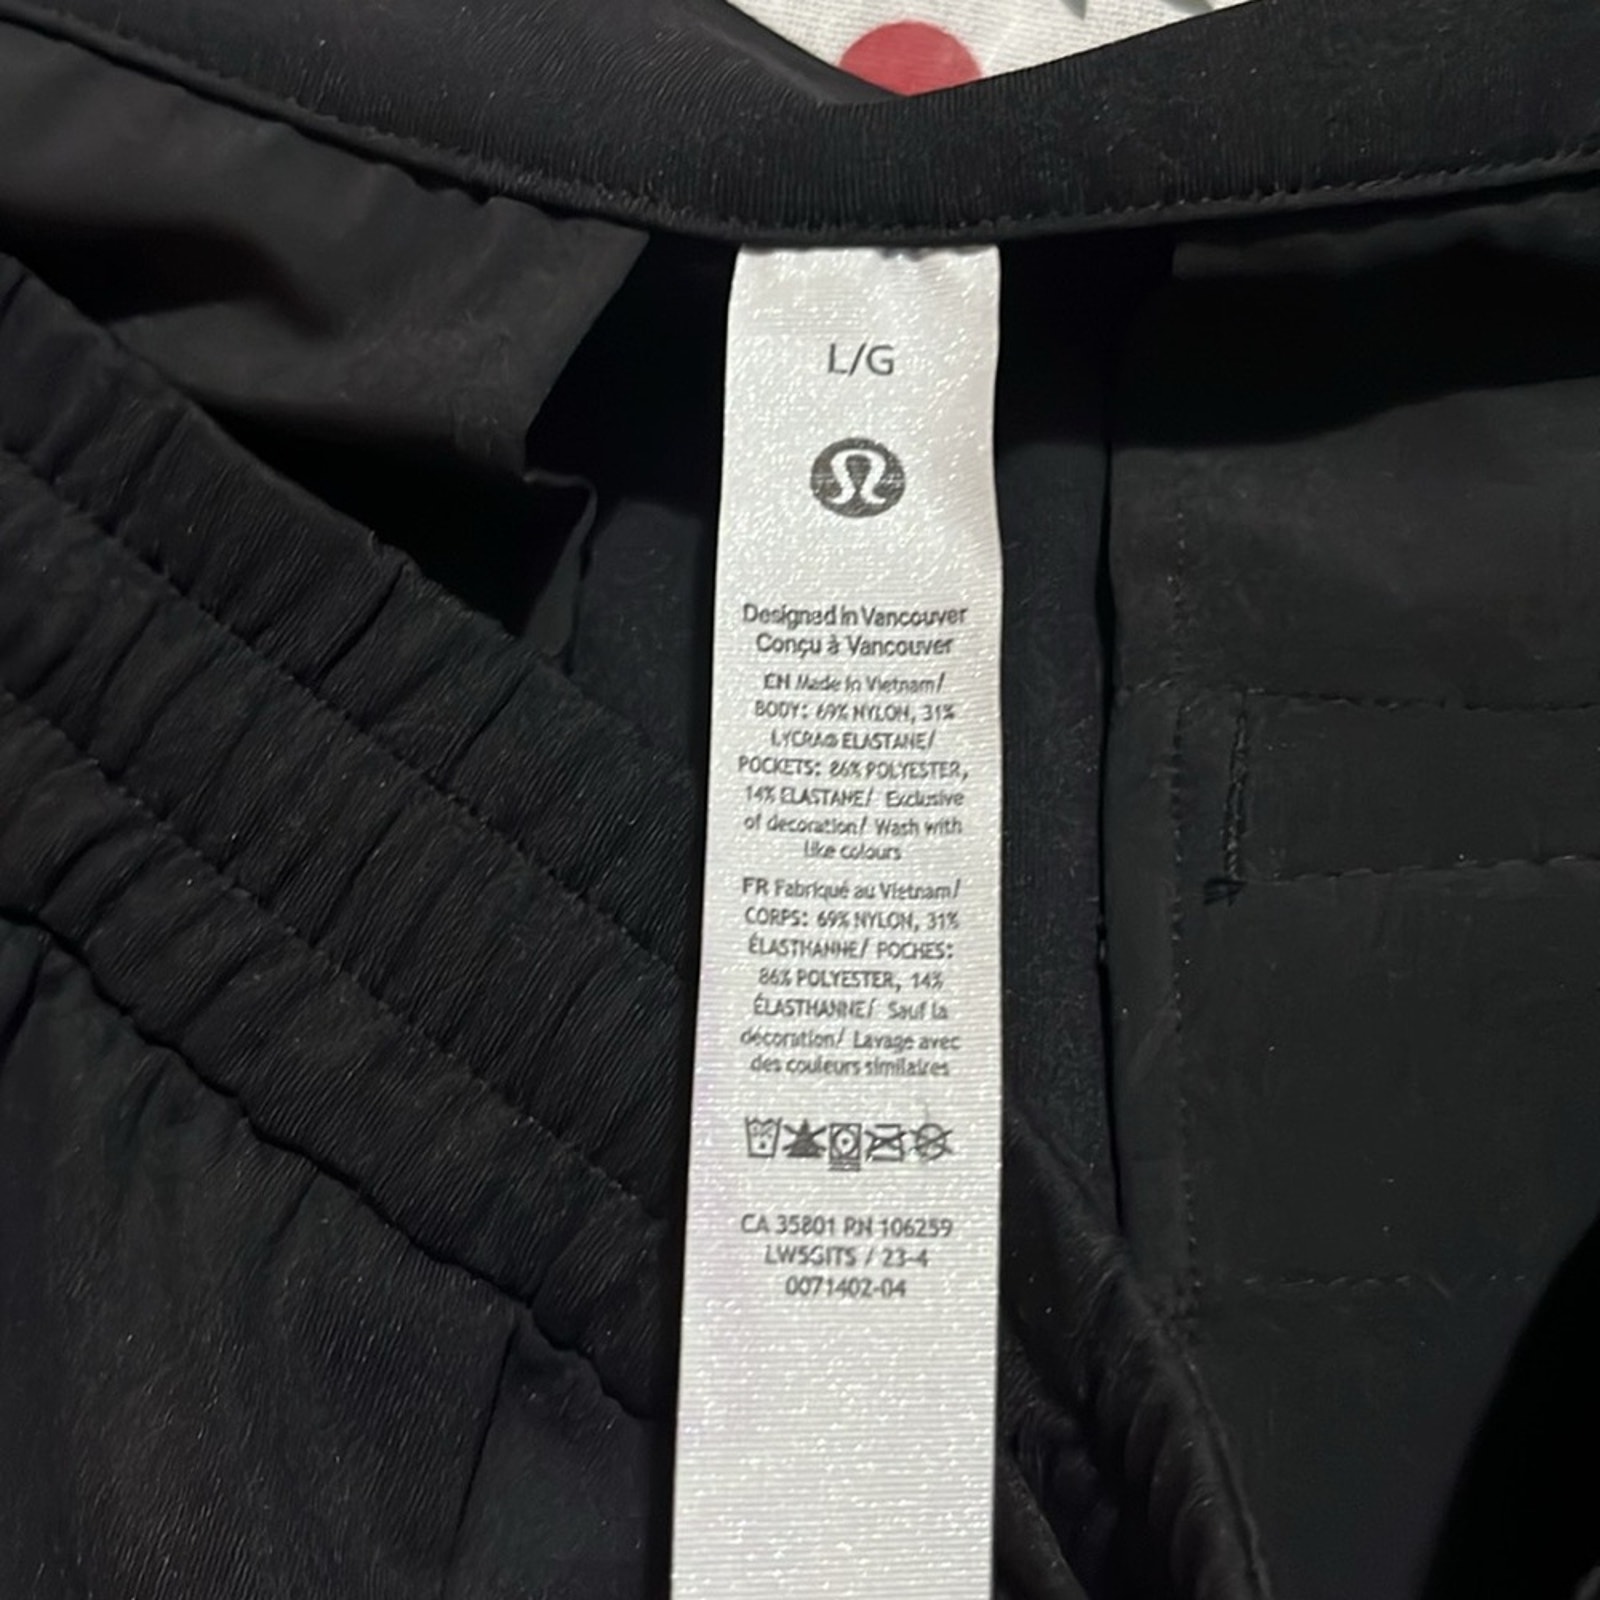 L/G
Designed in Vancouver
Conçu à Vancouver
EN Made in Vietnam/
BODY: 69% NYLON, 31%
LYCRA® ELASTANE/
POCKETS: 86% POLYESTER,
14% ELASTANE/ Exclusive
of decoration/ Wash with
like colours
FR Fabriqué au Vietnam/
CORPS: 69% NYLON, 31%
ÉLASTHANNE/ POCHES:
86% POLYESTER, 14%
ÉLASTHANNE/ Sauf la
décoration/ Lavage avec
des couleurs similaires
CA 35801 RN 106259
LW5GITS / 23-4
0071402-04